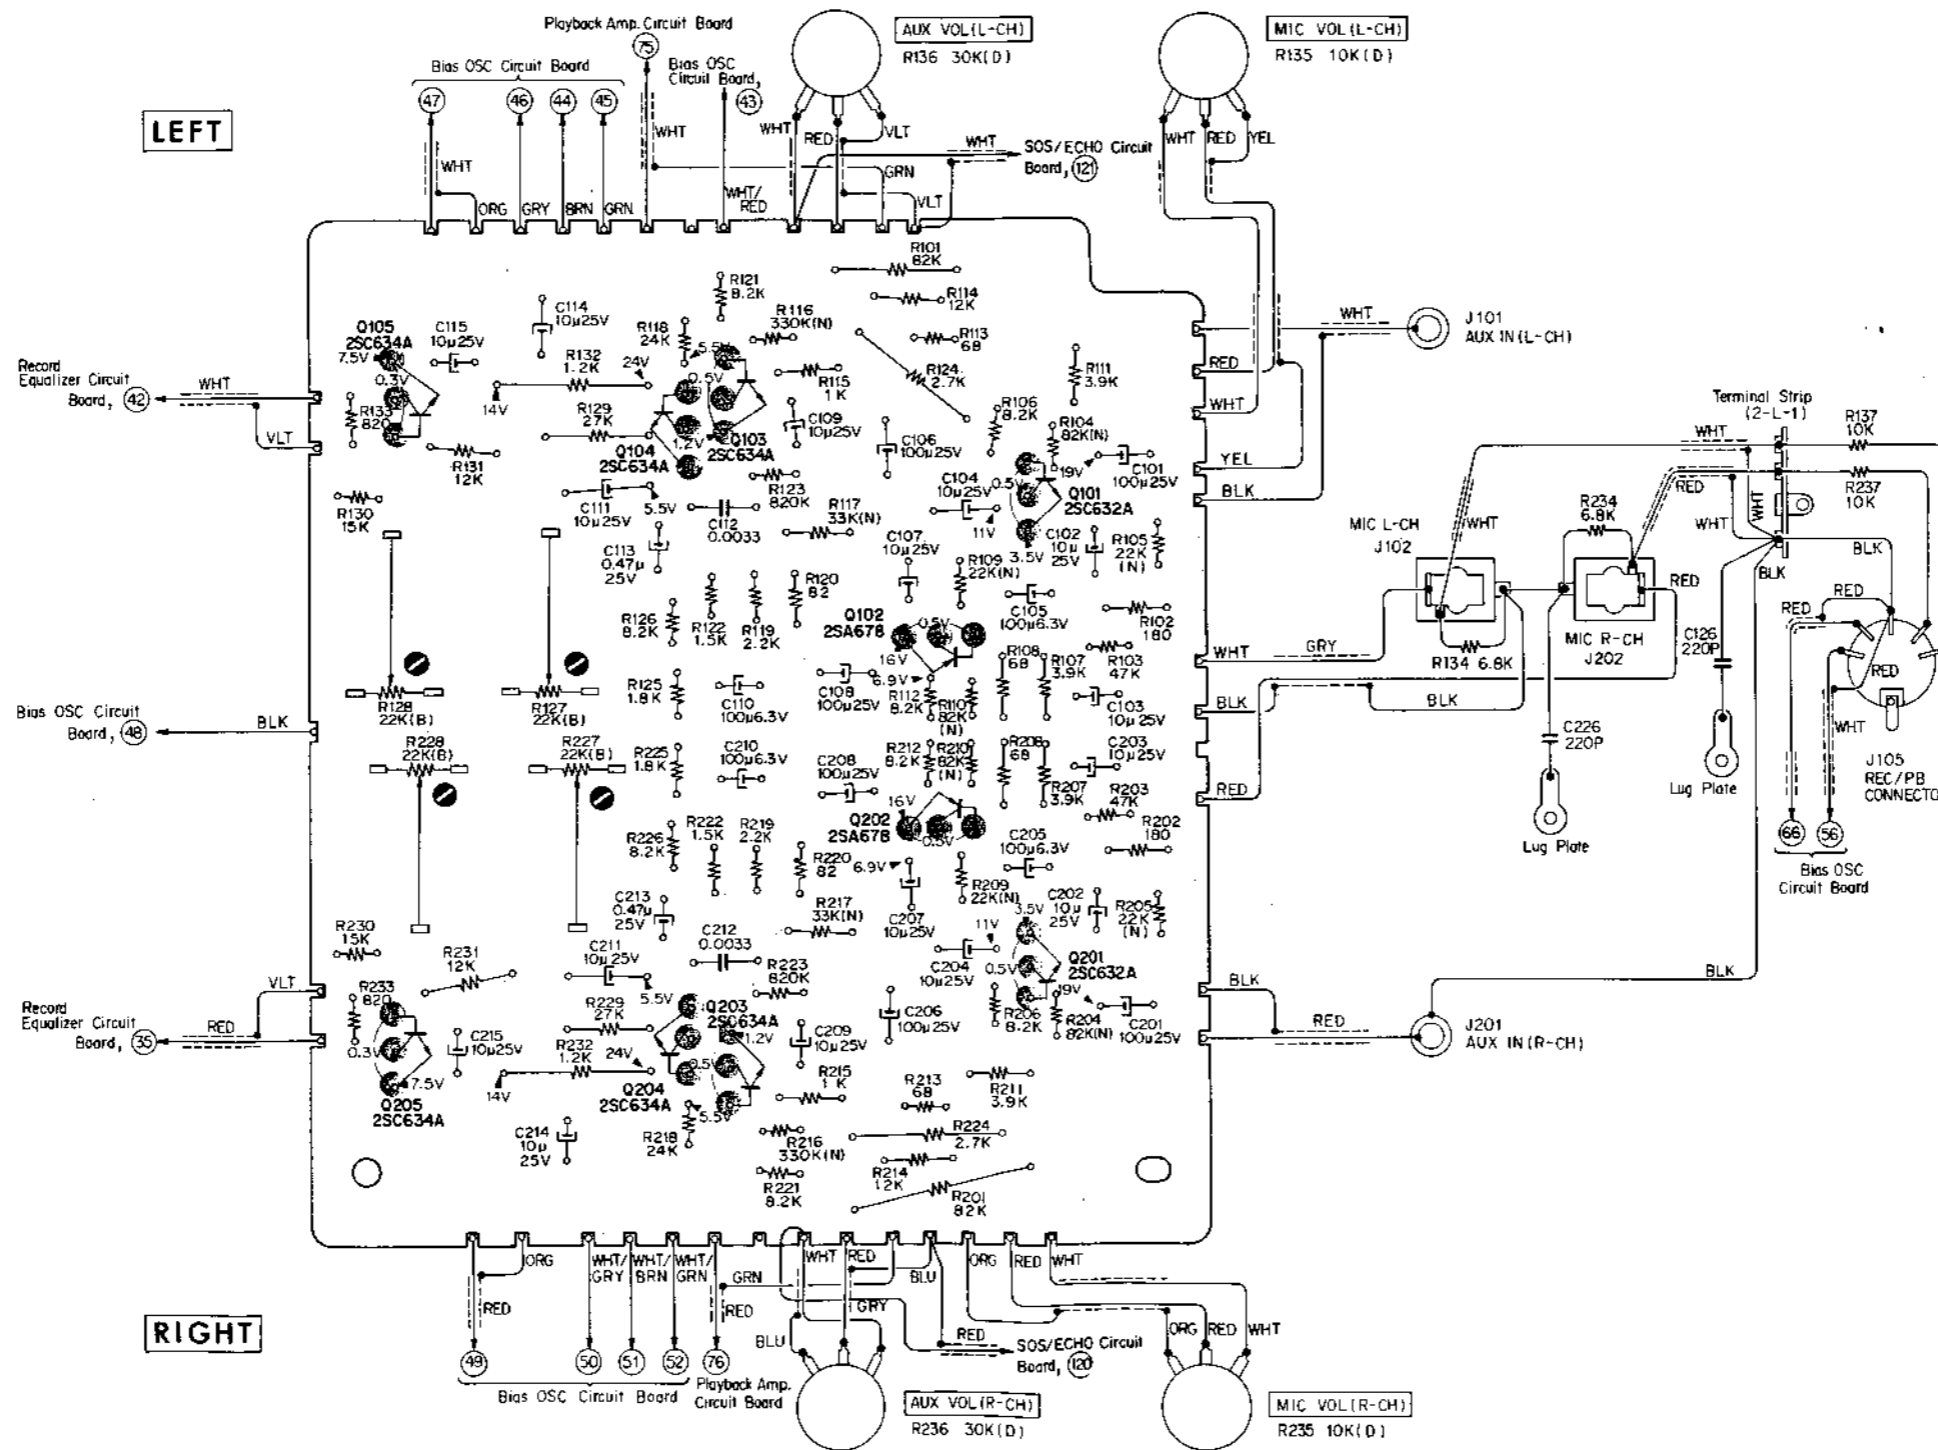 LEFT
Playback Amp. Circuit Board
75
Bias OSC Circuit Board
47
46
44
45
Bias OSC
Circuit Board,
43
AUX VOL(L-CH)
R136 30K(D)
MIC VOL(L-CH)
R135 10K(D)
WHT
ORG
GRY
BRN
GRN
WHT
WHT/
RED
WHT
RED
VLT
GRN
VLT
WHT
SOS/ECHO Circuit
Board, 121
WHT
RED
YEL
R101
82K
R121
8.2K
R114
12K
C114
10µ25V
R116
330K(N)
R118
24K
R113
68
Q105
2SC634A
7.5V
C115
10µ25V
0.3V
R132
1.2K
24V
5.5V
0.5V
R124
2.7K
R111
3.9K
R115
1K
R133
820
14V
R129
27K
C109
10µ25V
R106
8.2K
R104
82K(N)
1.2V
Q103
2SC634A
Q104
2SC634A
C106
100µ25V
19V
C101
100µ25V
R131
12K
R123
820K
C104
10µ25V
0.5V
Q101
2SC632A
R130
15K
C111
10µ25V
5.5V
C112
0.0033
R117
33K(N)
11V
3.5V
C102
10µ
25V
R105
22K
(N)
C113
0.47µ
25V
C107
10µ25V
R109
22K(N)
R120
82
R126
8.2K
R122
1.5K
R119
2.2K
Q102
2SA678
0.5V
C105
100µ6.3V
R102
180
16V
6.9V
R108
68
R107
3.9K
R103
47K
R125
1.8K
C110
100µ6.3V
C108
100µ25V
R112
8.2K
R110
82K
(N)
C103
10µ25V
R128
22K(B)
R127
22K(B)
R228
22K(B)
R227
22K(B)
R225
1.8K
C210
100µ6.3V
C208
100µ25V
R212
8.2K
R210
82K
(N)
R208
68
C203
10µ25V
16V
R207
3.9K
R203
47K
Q202
2SA678
0.5V
R226
8.2K
R222
1.5K
R219
2.2K
R220
82
6.9V
C205
100µ6.3V
R202
180
C213
0.47µ
25V
R217
33K(N)
C207
10µ25V
R209
22K(N)
C202
10µ
25V
R205
22K
(N)
3.5V
11V
R230
15K
R231
12K
C211
10µ25V
C212
0.0033
C204
10µ25V
0.5V
Q201
2SC632A
R223
820K
R233
820
5.5V
R229
27K
Q203
2SC634A
C206
100µ25V
19V
R206
8.2K
R204
82K(N)
C201
100µ25V
1.2V
C209
10µ25V
0.3V
C215
10µ25V
R232
1.2K
24V
0.5V
7.5V
Q205
2SC634A
14V
Q204
2SC634A
R215
1K
R213
68
R211
3.9K
5.5V
C214
10µ
25V
R218
24K
R216
330K(N)
R224
2.7K
R214
12K
R221
8.2K
R201
82K
Record
Equalizer Circuit
Board, 42
WHT
VLT
Bias OSC Circuit
Board, 48
BLK
Record
Equalizer Circuit
Board, 35
VLT
RED
WHT
J101
AUX IN(L-CH)
RED
WHT
YEL
BLK
Terminal Strip
(2-L-1)
R137
10K
R237
10K
WHT
RED
WHT
WHT
BLK
BLK
R234
6.8K
MIC L-CH
J102
WHT
RED
MIC R-CH
J202
R134 6.8K
WHT
GRY
BLK
BLK
RED
C126
220P
C226
220P
Lug Plate
Lug Plate
RED
RED
RED
WHT
J105
REC/PB
CONNECTO
66
56
Bias OSC
Circuit Board
BLK
BLK
RED
J201
AUX IN(R-CH)
ORG
RED
WHT/
GRY
WHT/
BRN
WHT/
GRN
GRN
RED
WHT
RED
BLU
GRY
BLU
RED
ORG
RED
WHT
ORG
RED
WHT
49
50
51
52
76
Bias OSC Circuit Board
Playback Amp.
Circuit Board
SOS/ECHO Circuit
Board, 120
AUX VOL(R-CH)
R236 30K(D)
MIC VOL(R-CH)
R235 10K(D)
RIGHT